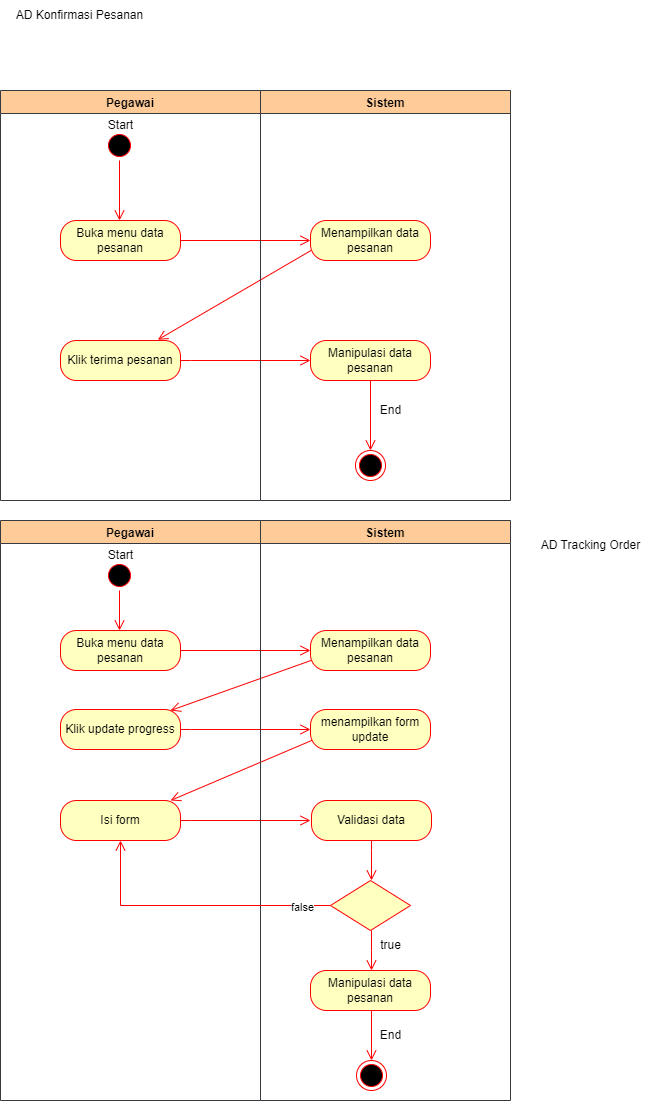 AD Konfirmasi Pesanan
Pegawai
Sistem
Start
Buka menu data
pesanan
Menampilkan data
pesanan
Klik terima pesanan
Manipulasi data
pesanan
End
Pegawai
Sistem
AD Tracking Order
Start
Buka menu data
pesanan
Menampilkan data
pesanan
Klik update progress
menampilkan form
update
Isi form
Validasi data
false
true
Manipulasi data
pesanan
End